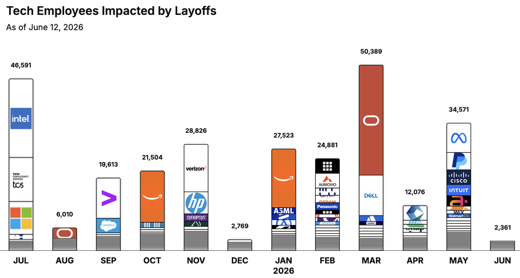 Tech Employees Impacted by Layoffs
As of June 12, 2026
50,389
46,591
34,571
28,826
27,523
24,881
21,504
19,613
12,076
6,010
2,769
2,361
intel
tcs
verizon
hp
ASML
AUMOVIO
Panasonic
DELL
CISCO
INTUIT
JUL AUG SEP OCT NOV DEC JAN FEB MAR APR MAY JUN
2026